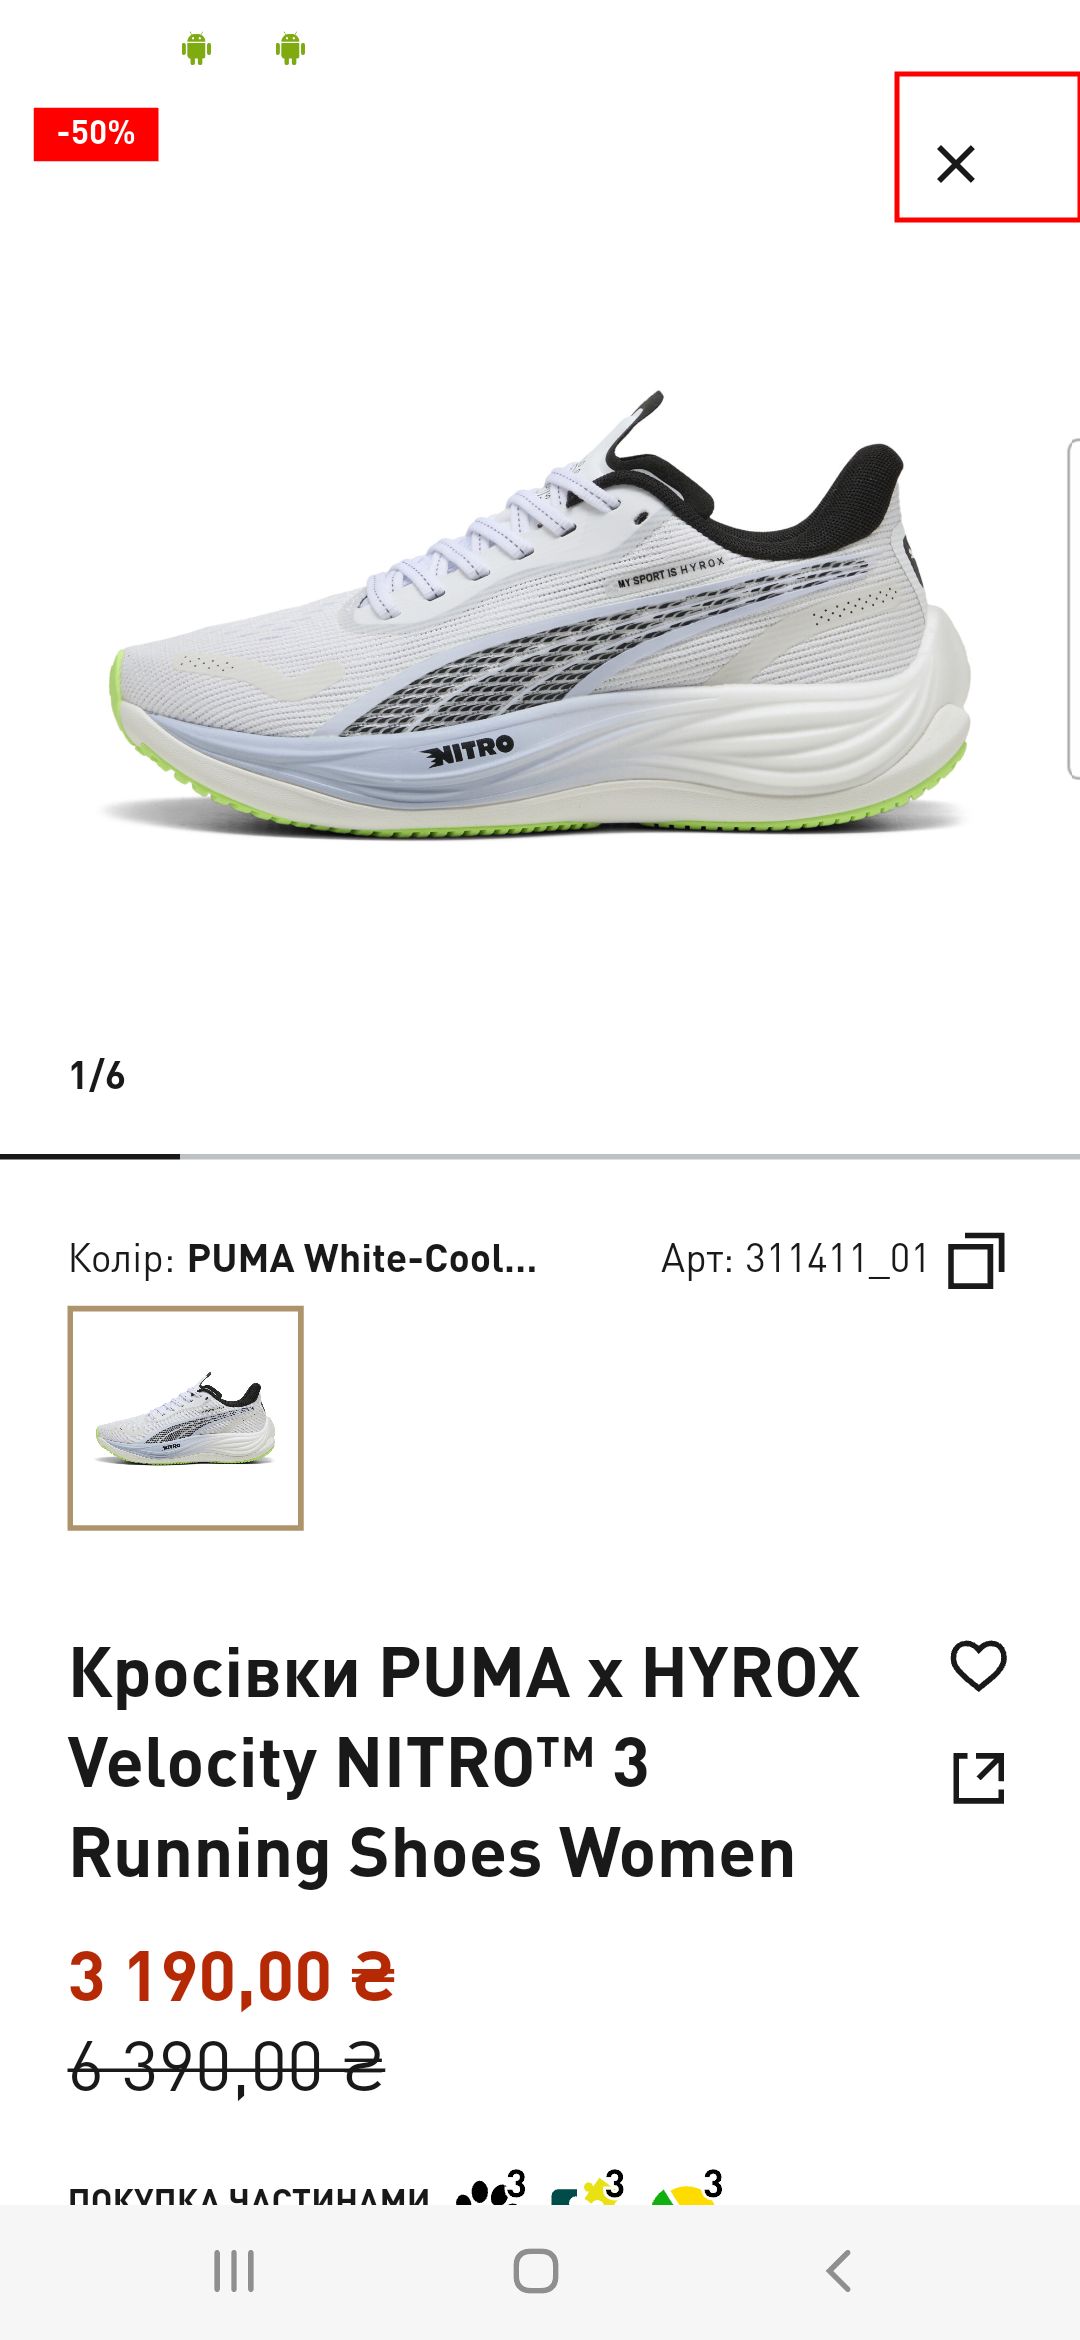 -50%
MY SPORT IS HYROX
NITRO
1/6
Колір: PUMA White-Cool...
Арт: 311411_01
NITRO
Кросівки PUMA x HYROX
Velocity NITRO™ 3
Running Shoes Women
3 190,00 ₴
6 390,00 ₴
ПОКУПКА ЧАСТИНАМИ 3 3 3